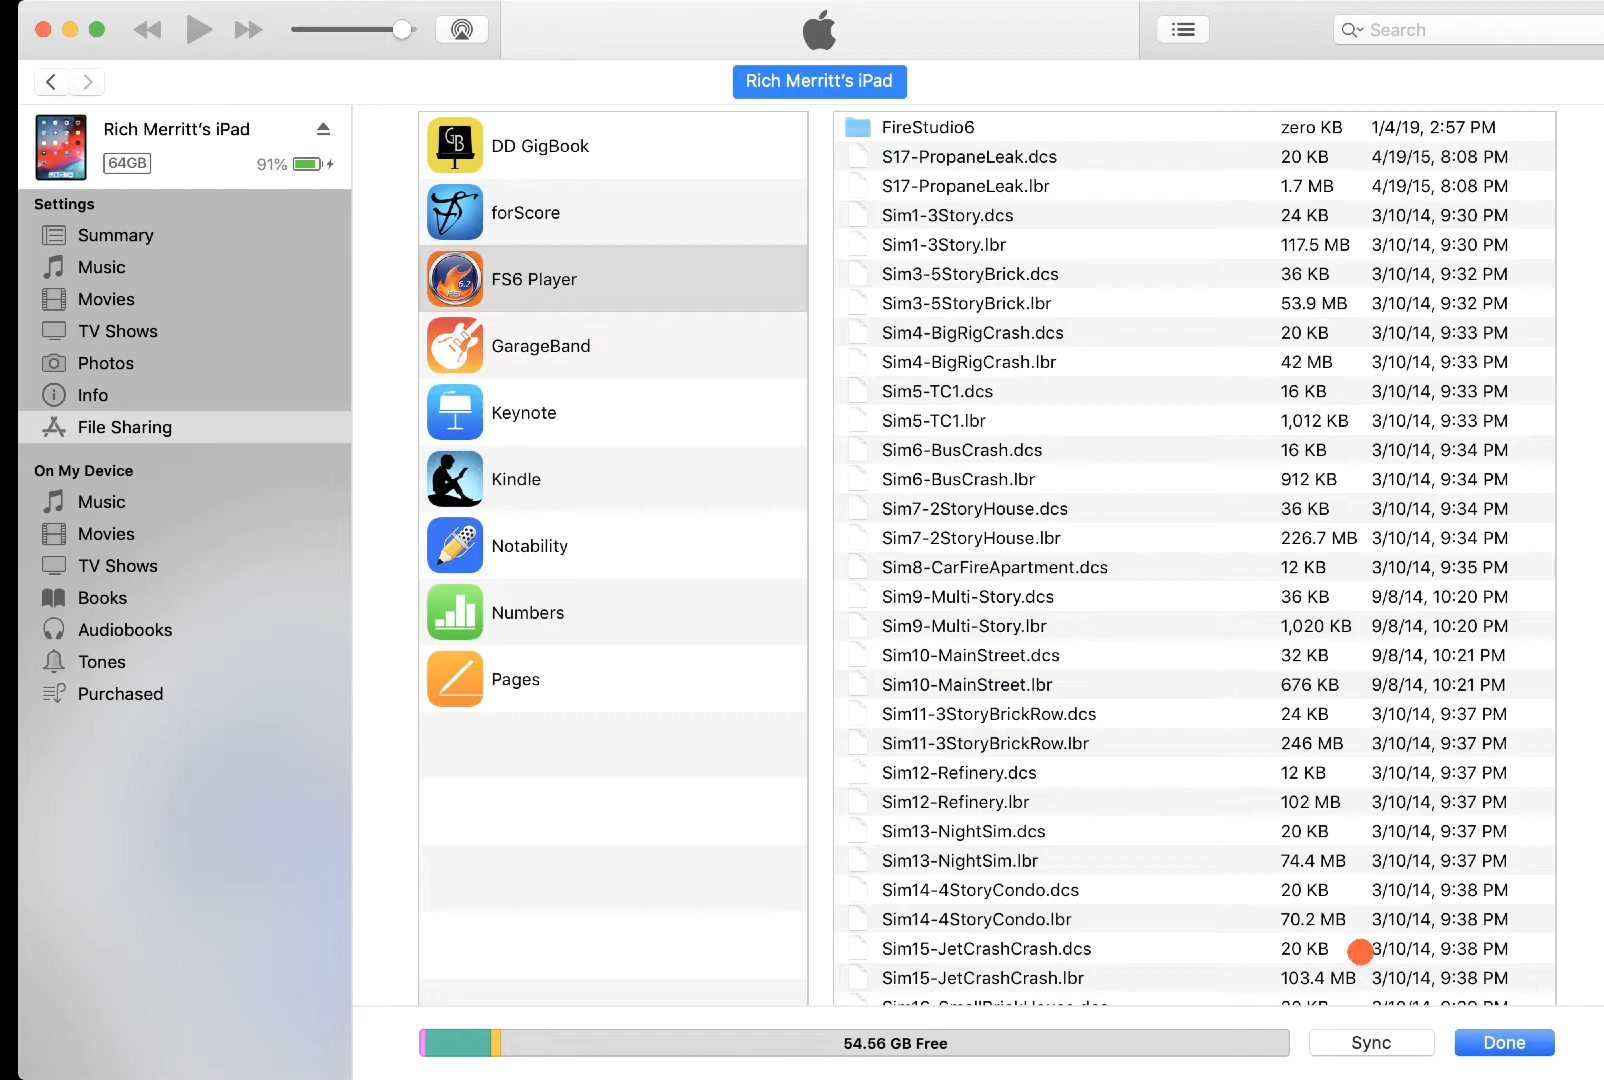 Search
Rich Merritt's iPad
Rich Merritt's iPad
64GB
91%
Settings
Summary
Music
Movies
TV Shows
Photos
Info
File Sharing
On My Device
Music
Movies
TV Shows
Books
Audiobooks
Tones
Purchased
GB
DD GigBook
forScore
6.2
FS6 Player
GarageBand
Keynote
Kindle
Notability
Numbers
Pages
FireStudio6 zero KB 1/4/19, 2:57 PM
S17-PropaneLeak.dcs 20 KB 4/19/15, 8:08 PM
S17-PropaneLeak.lbr 1.7 MB 4/19/15, 8:08 PM
Sim1-3Story.dcs 24 KB 3/10/14, 9:30 PM
Sim1-3Story.lbr 117.5 MB 3/10/14, 9:30 PM
Sim3-5StoryBrick.dcs 36 KB 3/10/14, 9:32 PM
Sim3-5StoryBrick.lbr 53.9 MB 3/10/14, 9:32 PM
Sim4-BigRigCrash.dcs 20 KB 3/10/14, 9:33 PM
Sim4-BigRigCrash.lbr 42 MB 3/10/14, 9:33 PM
Sim5-TC1.dcs 16 KB 3/10/14, 9:33 PM
Sim5-TC1.lbr 1,012 KB 3/10/14, 9:33 PM
Sim6-BusCrash.dcs 16 KB 3/10/14, 9:34 PM
Sim6-BusCrash.lbr 912 KB 3/10/14, 9:34 PM
Sim7-2StoryHouse.dcs 36 KB 3/10/14, 9:34 PM
Sim7-2StoryHouse.lbr 226.7 MB 3/10/14, 9:34 PM
Sim8-CarFireApartment.dcs 12 KB 3/10/14, 9:35 PM
Sim9-Multi-Story.dcs 36 KB 9/8/14, 10:20 PM
Sim9-Multi-Story.lbr 1,020 KB 9/8/14, 10:20 PM
Sim10-MainStreet.dcs 32 KB 9/8/14, 10:21 PM
Sim10-MainStreet.lbr 676 KB 9/8/14, 10:21 PM
Sim11-3StoryBrickRow.dcs 24 KB 3/10/14, 9:37 PM
Sim11-3StoryBrickRow.lbr 246 MB 3/10/14, 9:37 PM
Sim12-Refinery.dcs 12 KB 3/10/14, 9:37 PM
Sim12-Refinery.lbr 102 MB 3/10/14, 9:37 PM
Sim13-NightSim.dcs 20 KB 3/10/14, 9:37 PM
Sim13-NightSim.lbr 74.4 MB 3/10/14, 9:37 PM
Sim14-4StoryCondo.dcs 20 KB 3/10/14, 9:38 PM
Sim14-4StoryCondo.lbr 70.2 MB 3/10/14, 9:38 PM
Sim15-JetCrashCrash.dcs 20 KB 3/10/14, 9:38 PM
Sim15-JetCrashCrash.lbr 103.4 MB 3/10/14, 9:38 PM
54.56 GB Free
Sync
Done